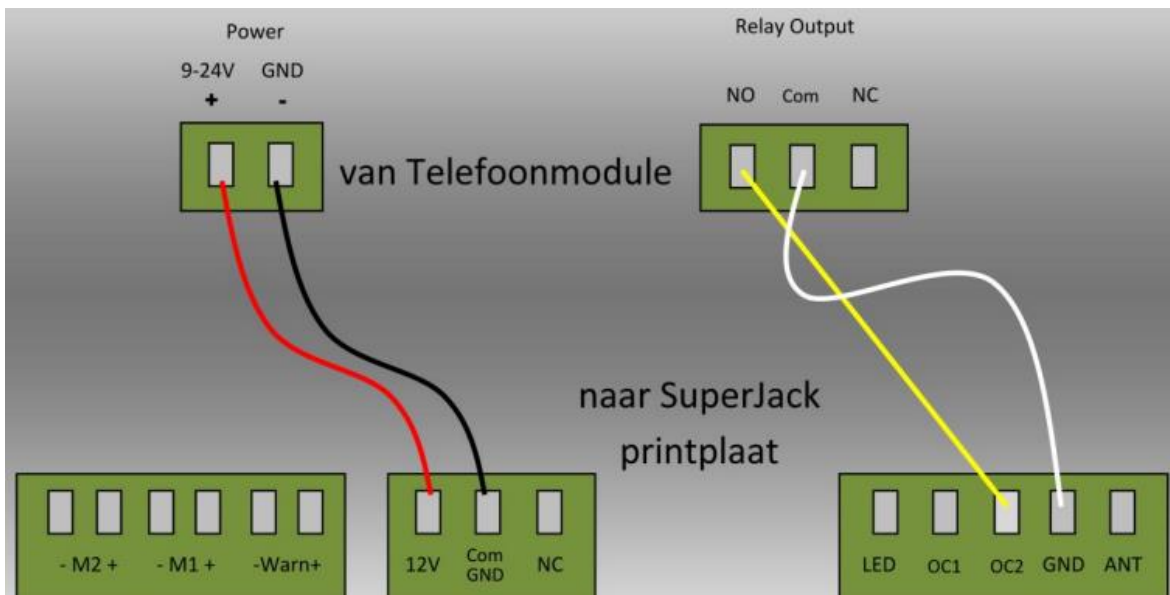 Power
Relay Output
9-24V GND
+ -
NO Com NC
van Telefoonmodule
naar SuperJack
printplaat
- M2 + - M1 + -Warn+
12V Com GND NC
LED OC1 OC2 GND ANT